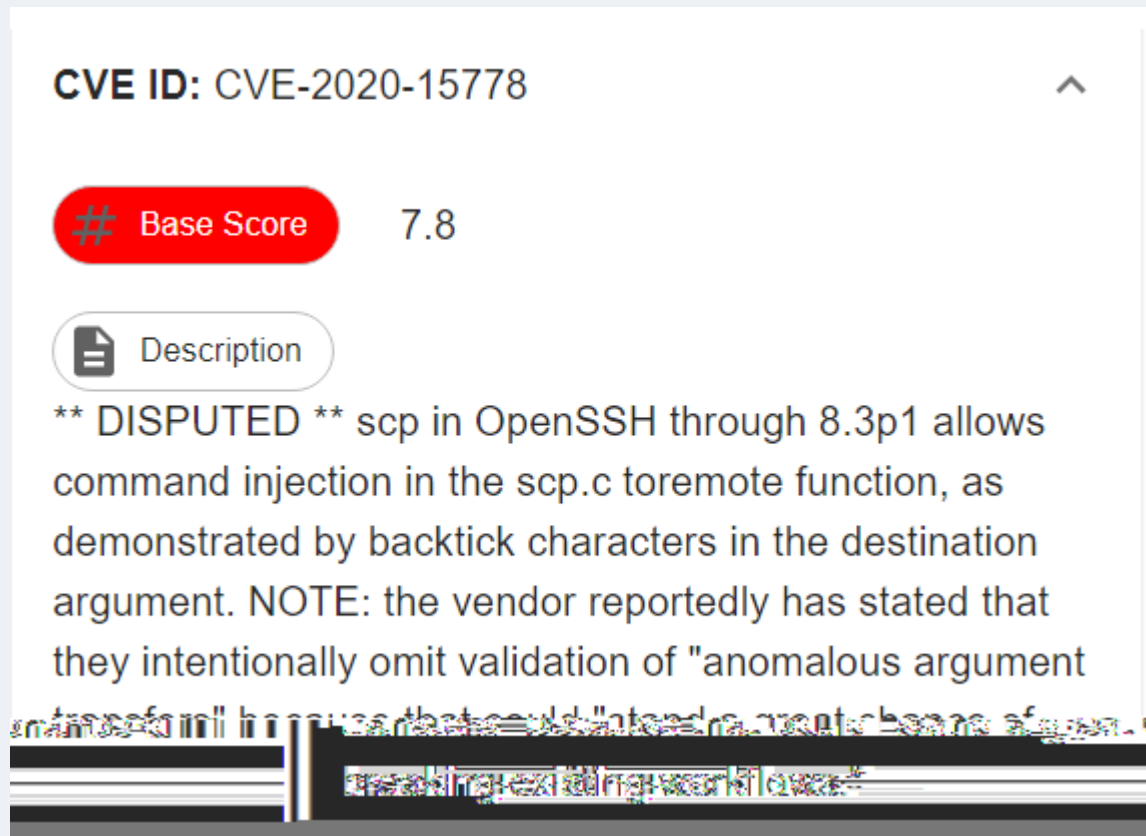 CVE ID: CVE-2020-15778
# Base Score 7.8
Description
** DISPUTED ** scp in OpenSSH through 8.3p1 allows
command injection in the scp.c toremote function, as
demonstrated by backtick characters in the destination
argument. NOTE: the vendor reportedly has stated that
they intentionally omit validation of "anomalous argument
existing workflows"